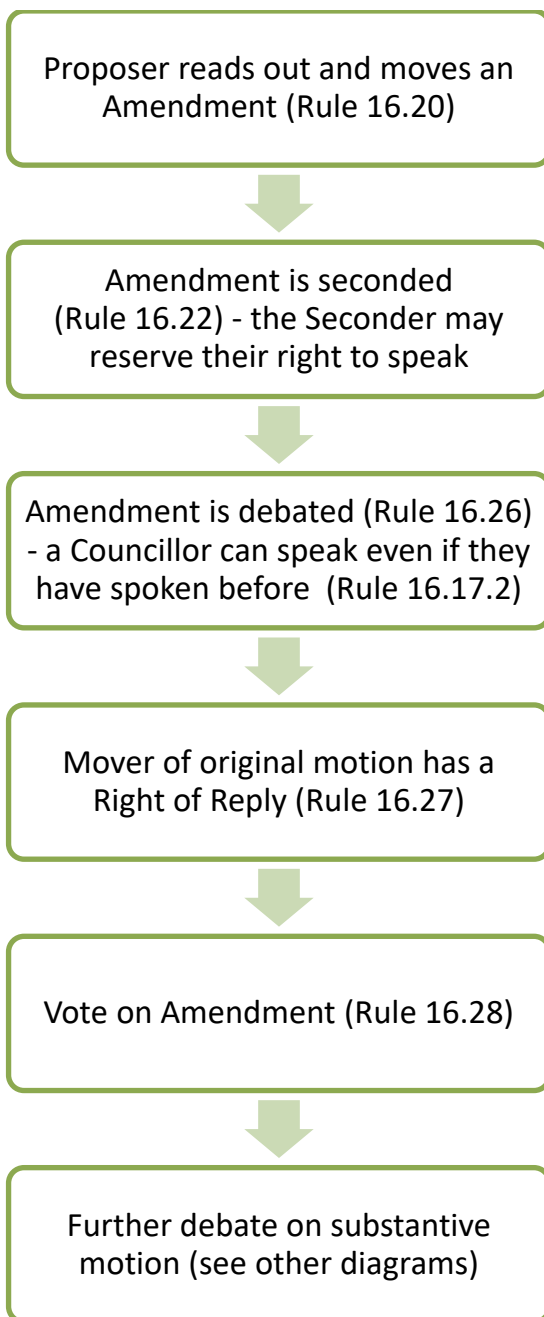 Proposer reads out and moves an
Amendment (Rule 16.20)
Amendment is seconded
(Rule 16.22) - the Seconder may
reserve their right to speak
Amendment is debated (Rule 16.26)
- a Councillor can speak even if they
have spoken before  (Rule 16.17.2)
Mover of original motion has a
Right of Reply (Rule 16.27)
Vote on Amendment (Rule 16.28)
Further debate on substantive
motion (see other diagrams)